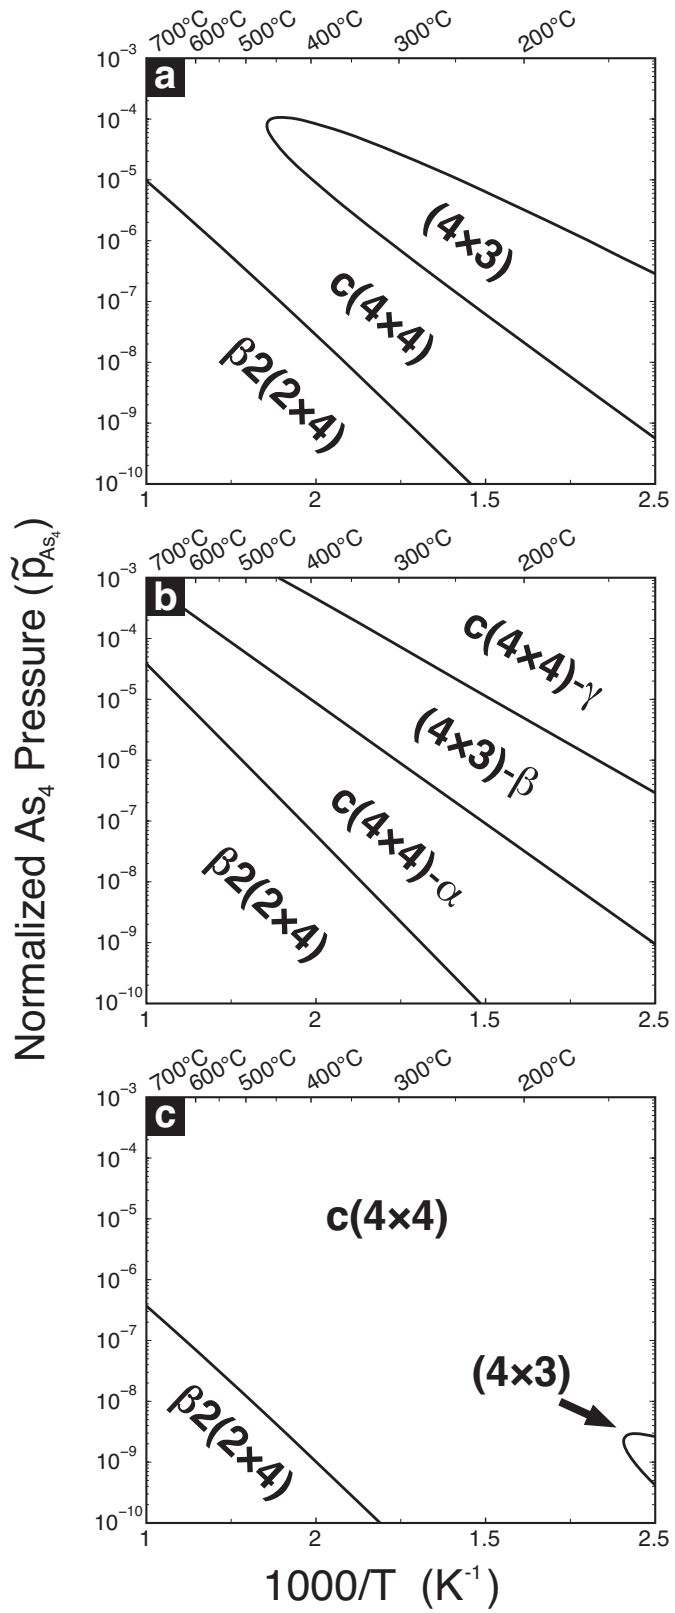 700°C 600°C 500°C 400°C 300°C 200°C
a
10⁻³
10⁻⁴
10⁻⁵
10⁻⁶
10⁻⁷
10⁻⁸
10⁻⁹
10⁻¹⁰
(4×3)
c(4×4)
β2(2×4)
1 2 1.5 2.5
Normalized As₄ Pressure (p̃As₄)
700°C 600°C 500°C 400°C 300°C 200°C
b
10⁻³
10⁻⁴
10⁻⁵
10⁻⁶
10⁻⁷
10⁻⁸
10⁻⁹
10⁻¹⁰
c(4×4)-γ
(4×3)-β
c(4×4)-α
β2(2×4)
1 2 1.5 2.5
700°C 600°C 500°C 400°C 300°C 200°C
c
10⁻³
10⁻⁴
10⁻⁵
10⁻⁶
10⁻⁷
10⁻⁸
10⁻⁹
10⁻¹⁰
c(4×4)
(4×3)
β2(2×4)
1 2 1.5 2.5
1000/T (K⁻¹)